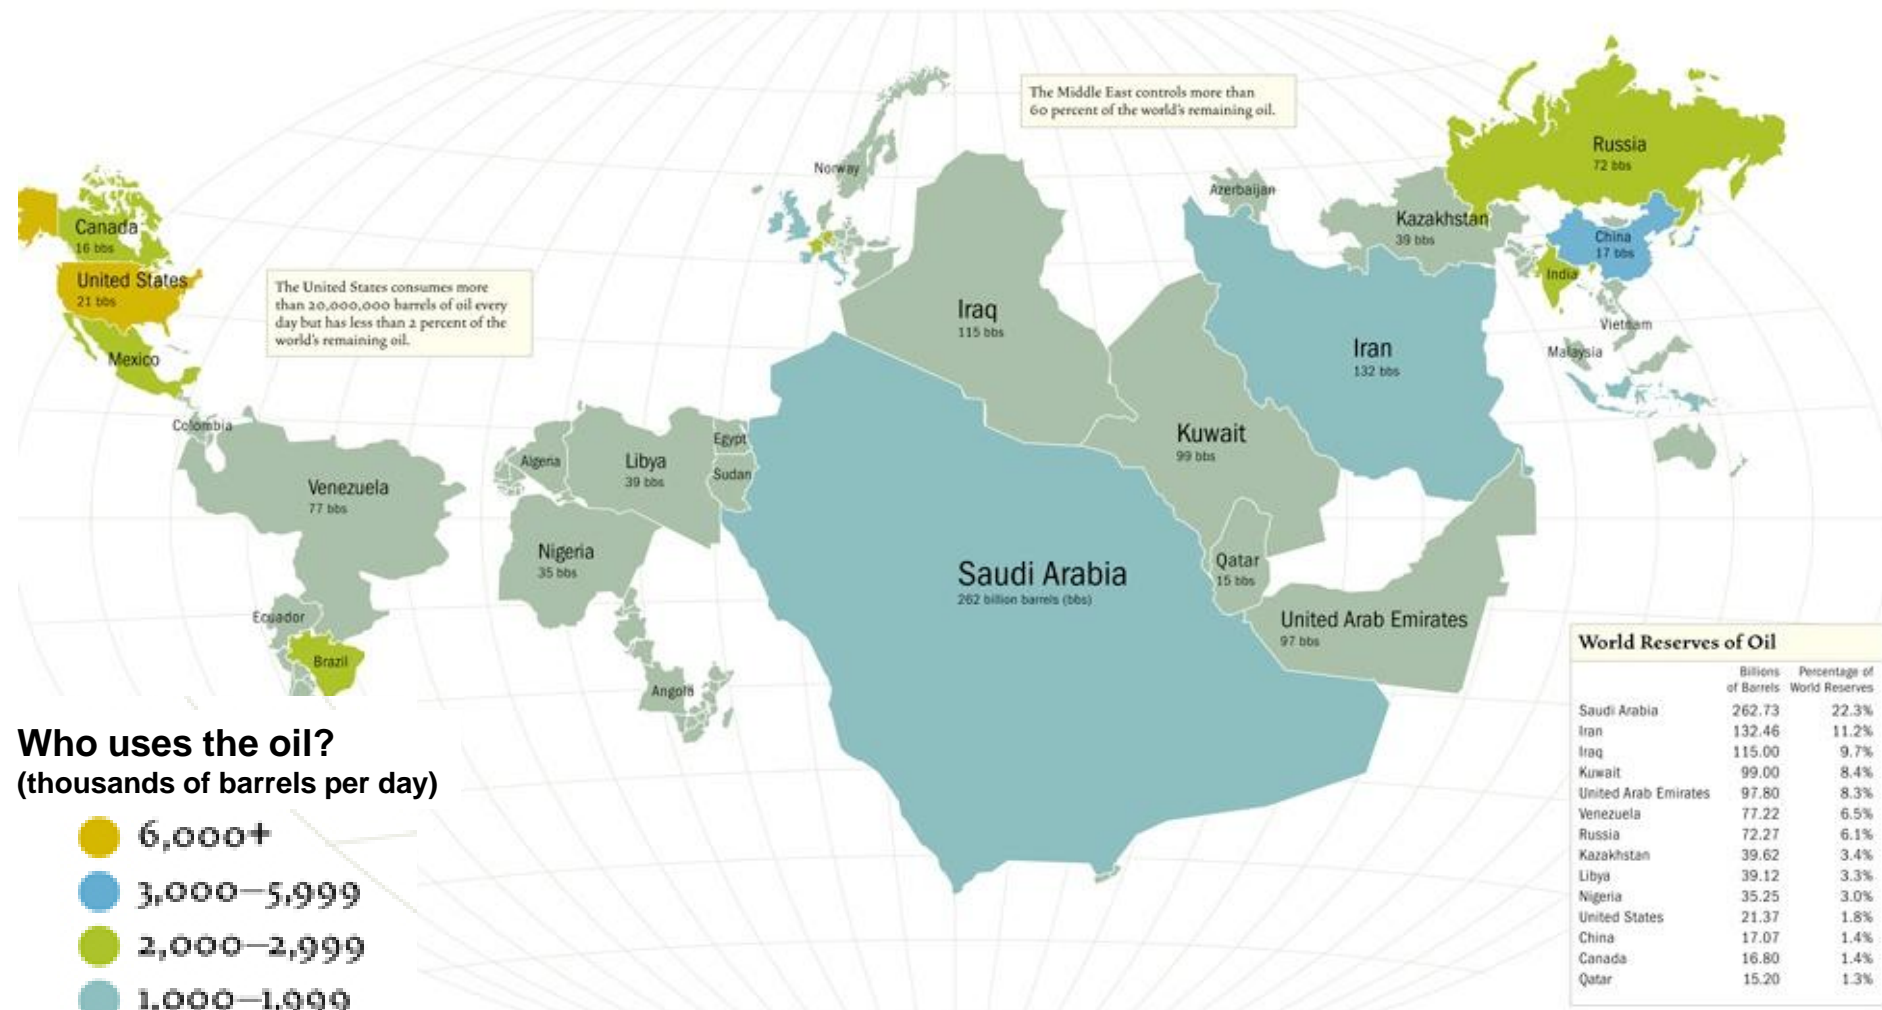 The Middle East controls more than
60 percent of the world's remaining oil.
Russia
72 bbs
Norway
Azerbaijan
Kazakhstan
39 bbs
Canada
16 bbs
China
17 bbs
India
United States
21 bbs
The United States consumes more
than 20,000,000 barrels of oil every
day but has less than 2 percent of the
world's remaining oil.
Iraq
115 bbs
Vietnam
Malaysia
Iran
132 bbs
Mexico
Colombia
Kuwait
99 bbs
Egypt
Algeria
Libya
39 bbs
Sudan
Venezuela
77 bbs
Nigeria
35 bbs
Qatar
15 bbs
Saudi Arabia
262 billion barrels (bbs)
Ecuador
United Arab Emirates
97 bbs
Brazil
Angola
World Reserves of Oil
Billions of Barrels Percentage of World Reserves
Saudi Arabia 262.73 22.3%
Iran 132.46 11.2%
Iraq 115.00 9.7%
Kuwait 99.00 8.4%
United Arab Emirates 97.80 8.3%
Venezuela 77.22 6.5%
Russia 72.27 6.1%
Kazakhstan 39.62 3.4%
Libya 39.12 3.3%
Nigeria 35.25 3.0%
United States 21.37 1.8%
China 17.07 1.4%
Canada 16.80 1.4%
Qatar 15.20 1.3%
Who uses the oil?
(thousands of barrels per day)
6,000+
3,000—5,999
2,000—2,999
1,000—1,999